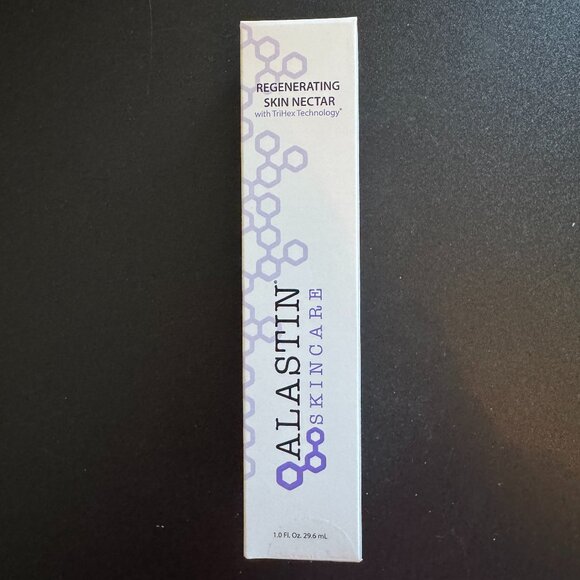 REGENERATING
SKIN NECTAR
with TriHex Technology®
ALASTIN®
SKINCARE
1.0 Fl. Oz. 29.6 mL